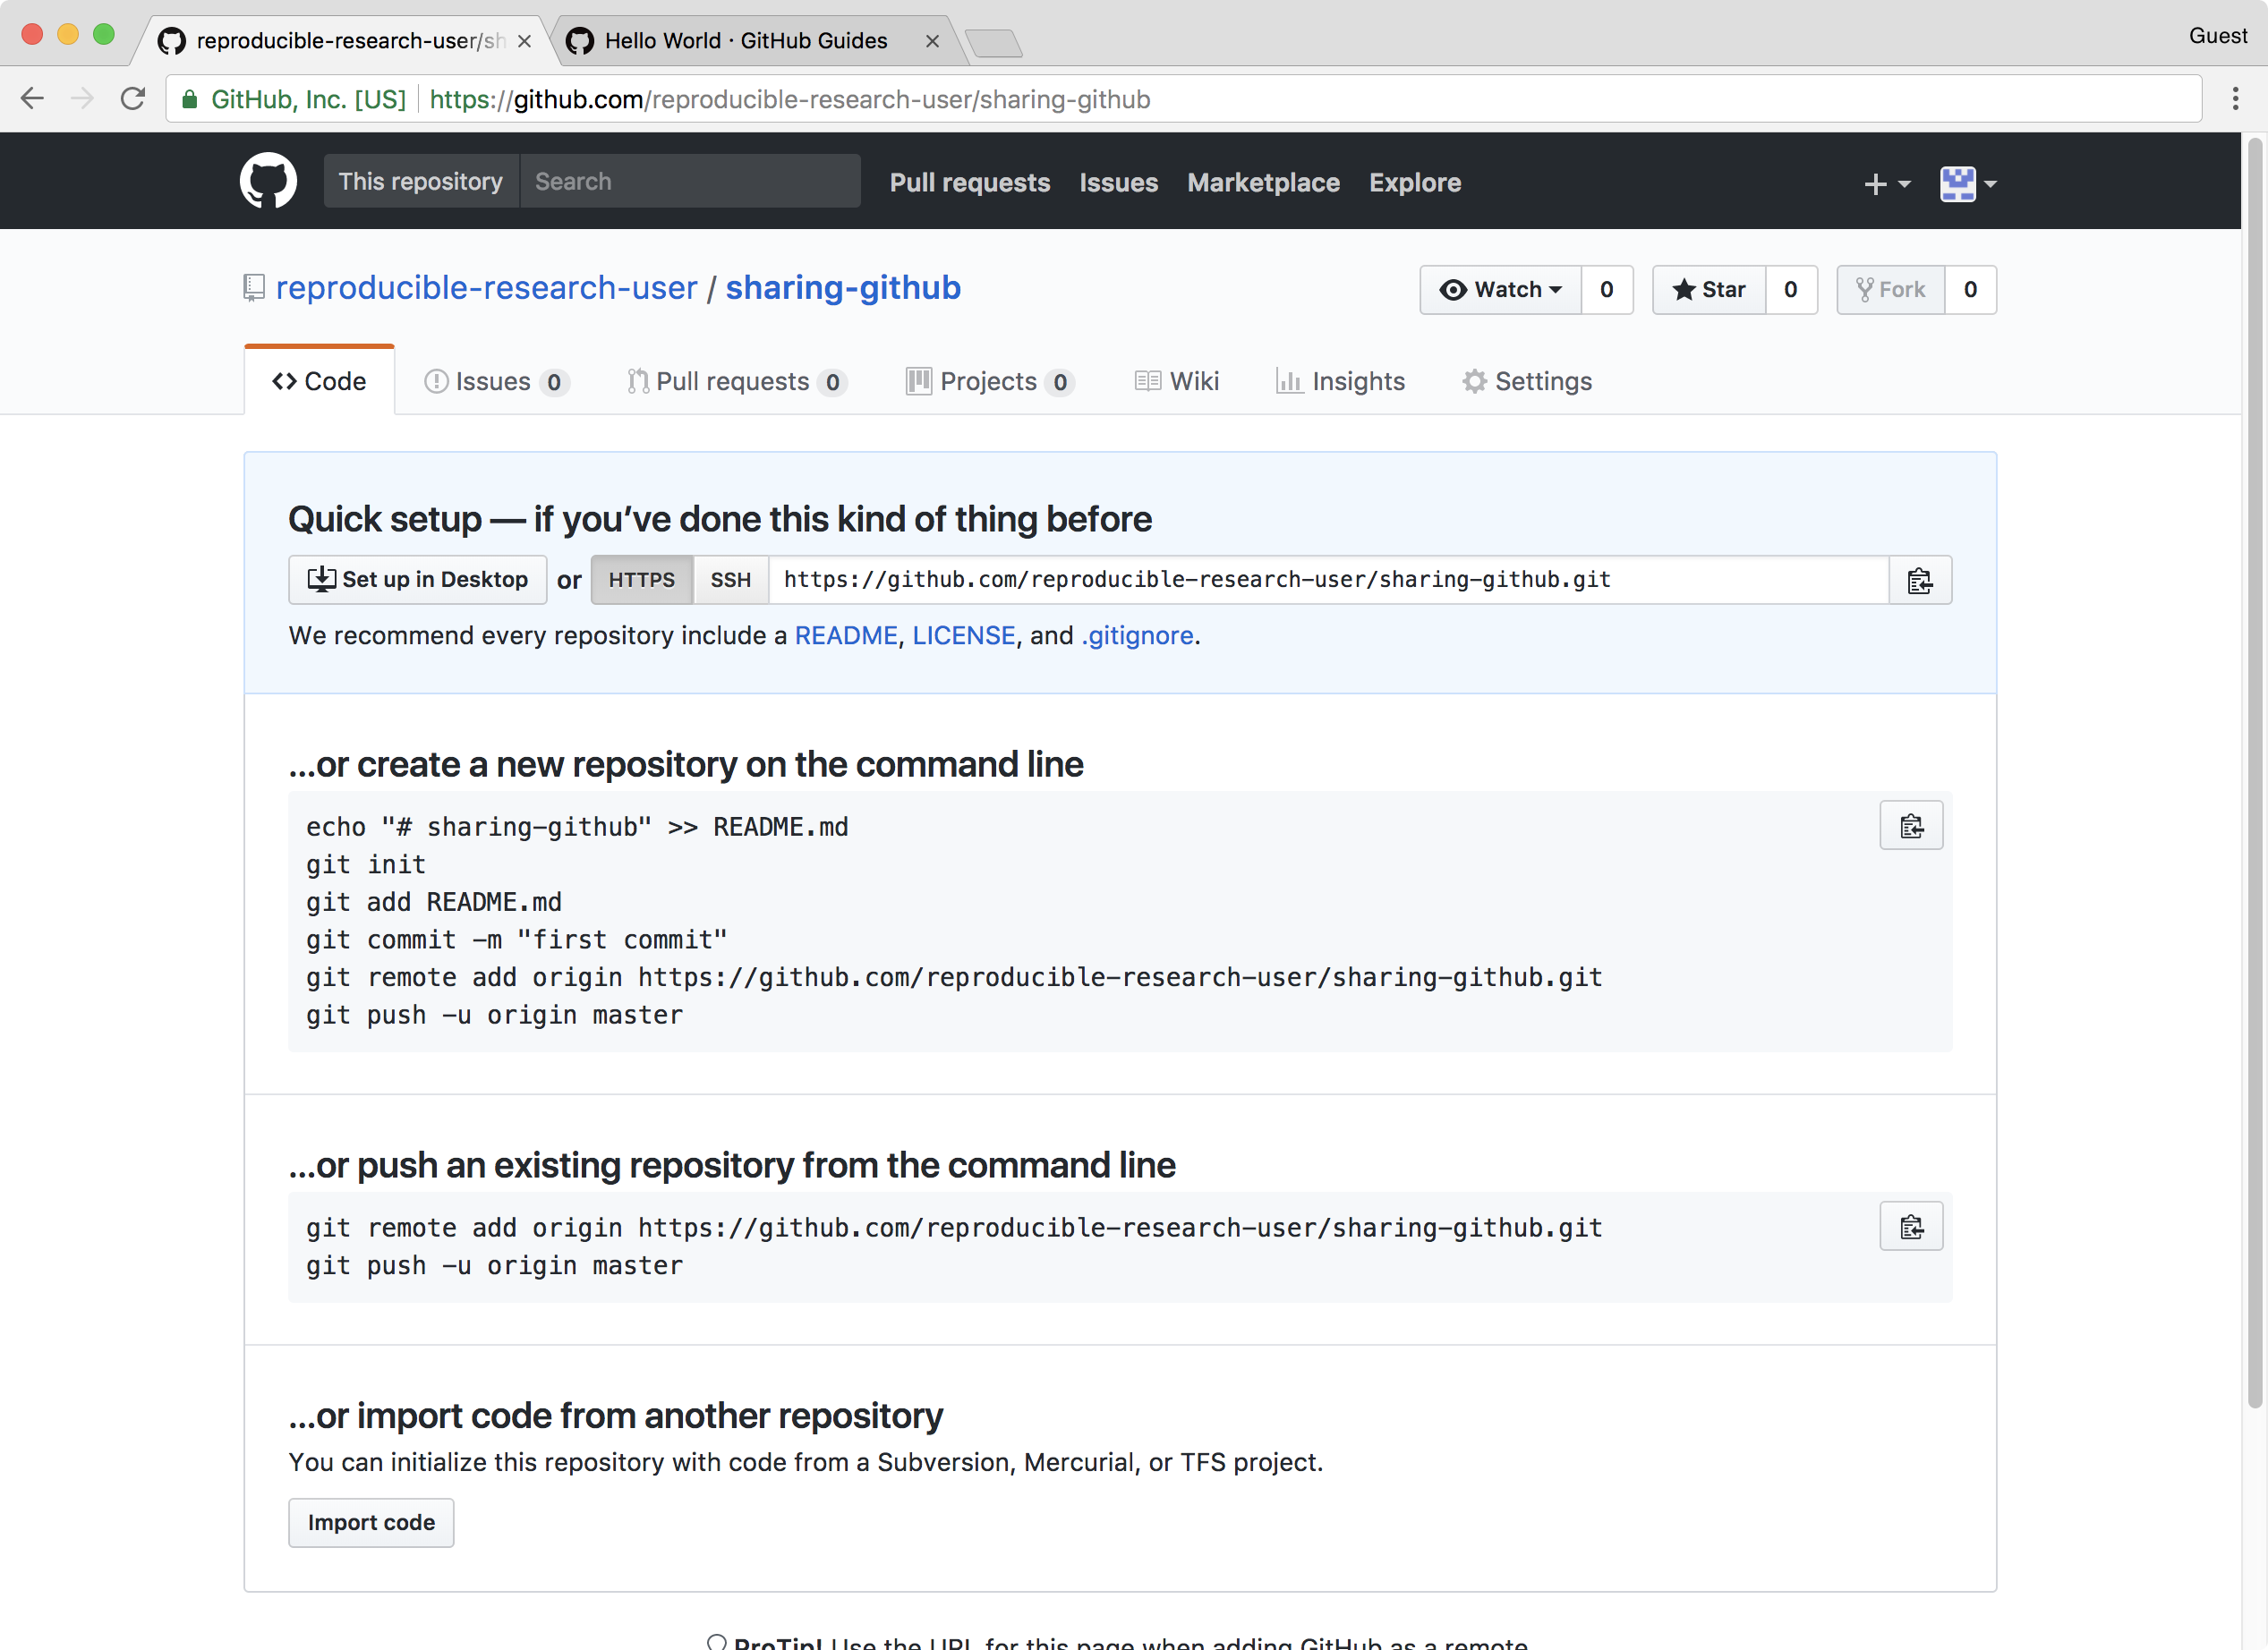 reproducible-research-user/sh
Hello World · GitHub Guides
Guest
GitHub, Inc. [US] https://github.com/reproducible-research-user/sharing-github
This repository Search Pull requests Issues Marketplace Explore
reproducible-research-user / sharing-github
Watch 0 Star 0 Fork 0
Code Issues 0 Pull requests 0 Projects 0 Wiki Insights Settings
Quick setup — if you’ve done this kind of thing before
Set up in Desktop or HTTPS SSH https://github.com/reproducible-research-user/sharing-github.git
We recommend every repository include a README, LICENSE, and .gitignore.
…or create a new repository on the command line
echo "# sharing-github" >> README.md
git init
git add README.md
git commit -m "first commit"
git remote add origin https://github.com/reproducible-research-user/sharing-github.git
git push -u origin master
…or push an existing repository from the command line
git remote add origin https://github.com/reproducible-research-user/sharing-github.git
git push -u origin master
…or import code from another repository
You can initialize this repository with code from a Subversion, Mercurial, or TFS project.
Import code
ProTip! Use the URL for this page when adding GitHub as a remote.